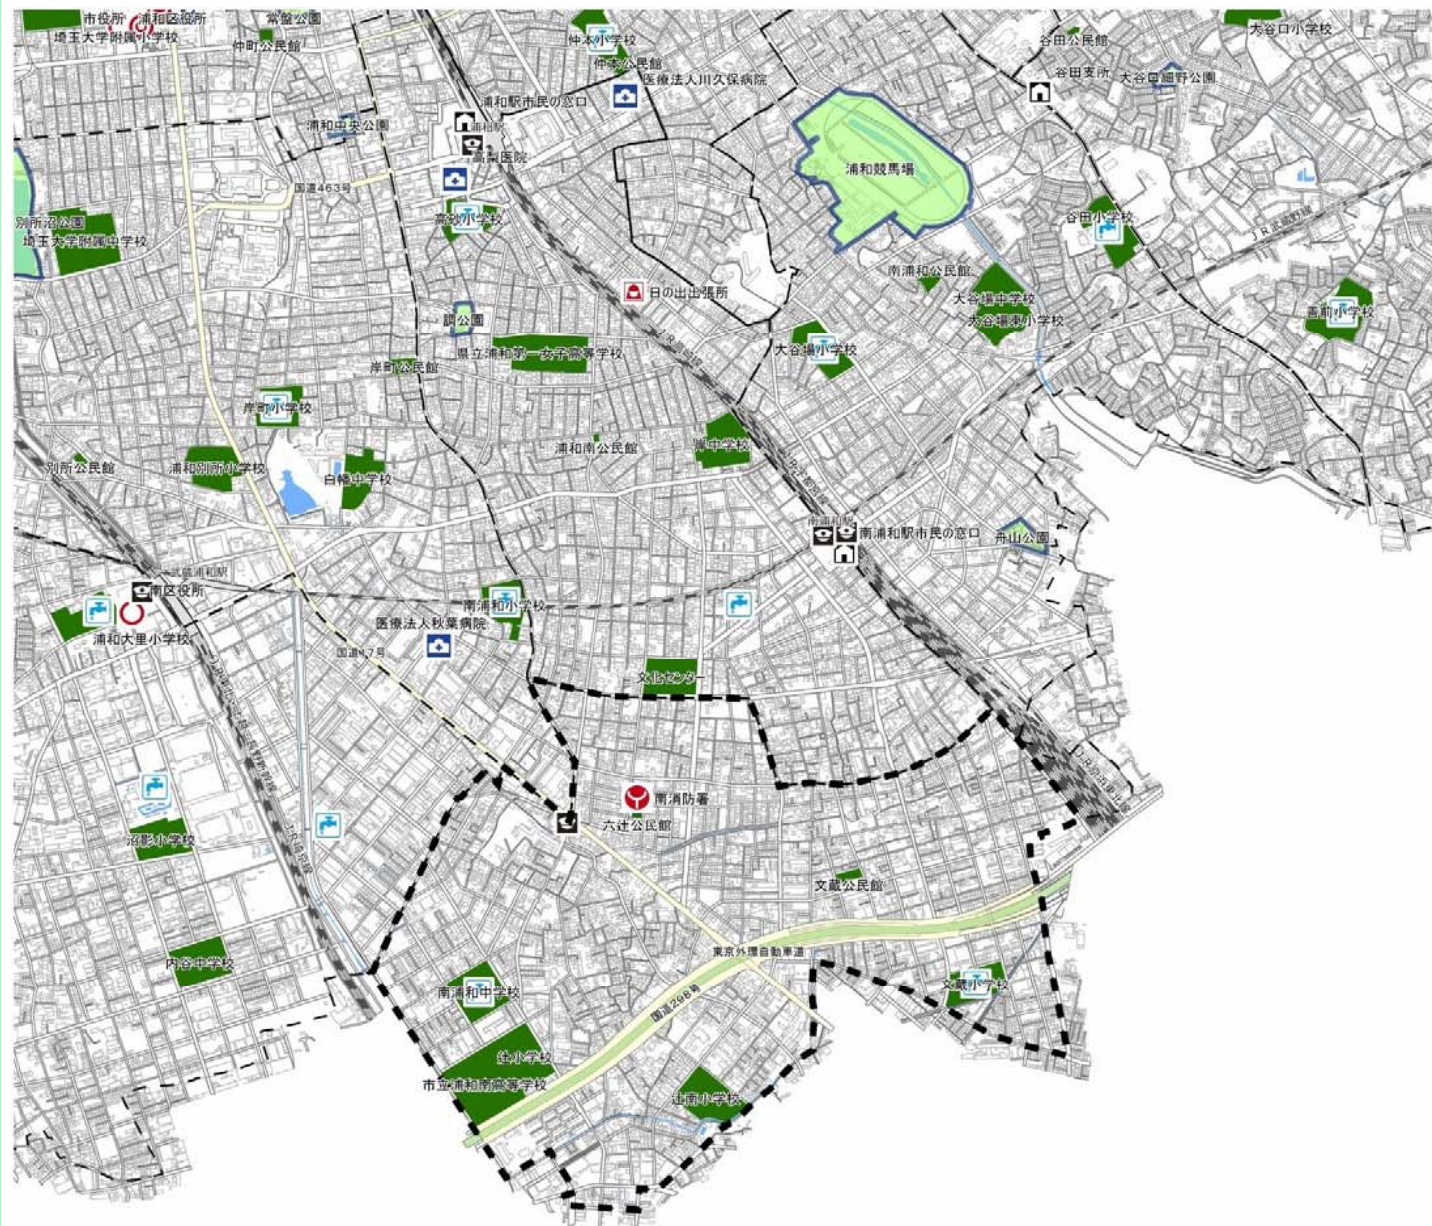 市役所
浦和区役所
常盤公園
埼玉大学附属小学校
仲町公民館
仲本小学校
仲本公民館
医療法人川久保病院
谷田公民館
大谷口小学校
谷田支所
大谷口細野公園
浦和駅市民の窓口
浦和駅
浦和中央公園
高梨医院
国道463号
高砂小学校
浦和競馬場
別所沼公園
埼玉大学附属中学校
谷田小学校
JR武蔵野線
南浦和公民館
日の出出張所
大谷場中学校
大谷場東小学校
善前小学校
調公園
県立浦和第一女子高等学校
岸町公民館
大谷場小学校
岸町小学校
浦和南公民館
岸中学校
別所公民館
浦和別所小学校
白幡中学校
南浦和駅
南浦和駅市民の窓口
舟山公園
武蔵浦和駅
南区役所
南浦和小学校
浦和大里小学校
医療法人秋葉病院
国道17号
文化センター
JR京浜東北線
南消防署
六辻公民館
沼影小学校
JR埼京線
文蔵公民館
東京外環自動車道
内谷中学校
南浦和中学校
国道298号
文蔵小学校
辻小学校
市立浦和南高等学校
辻南小学校